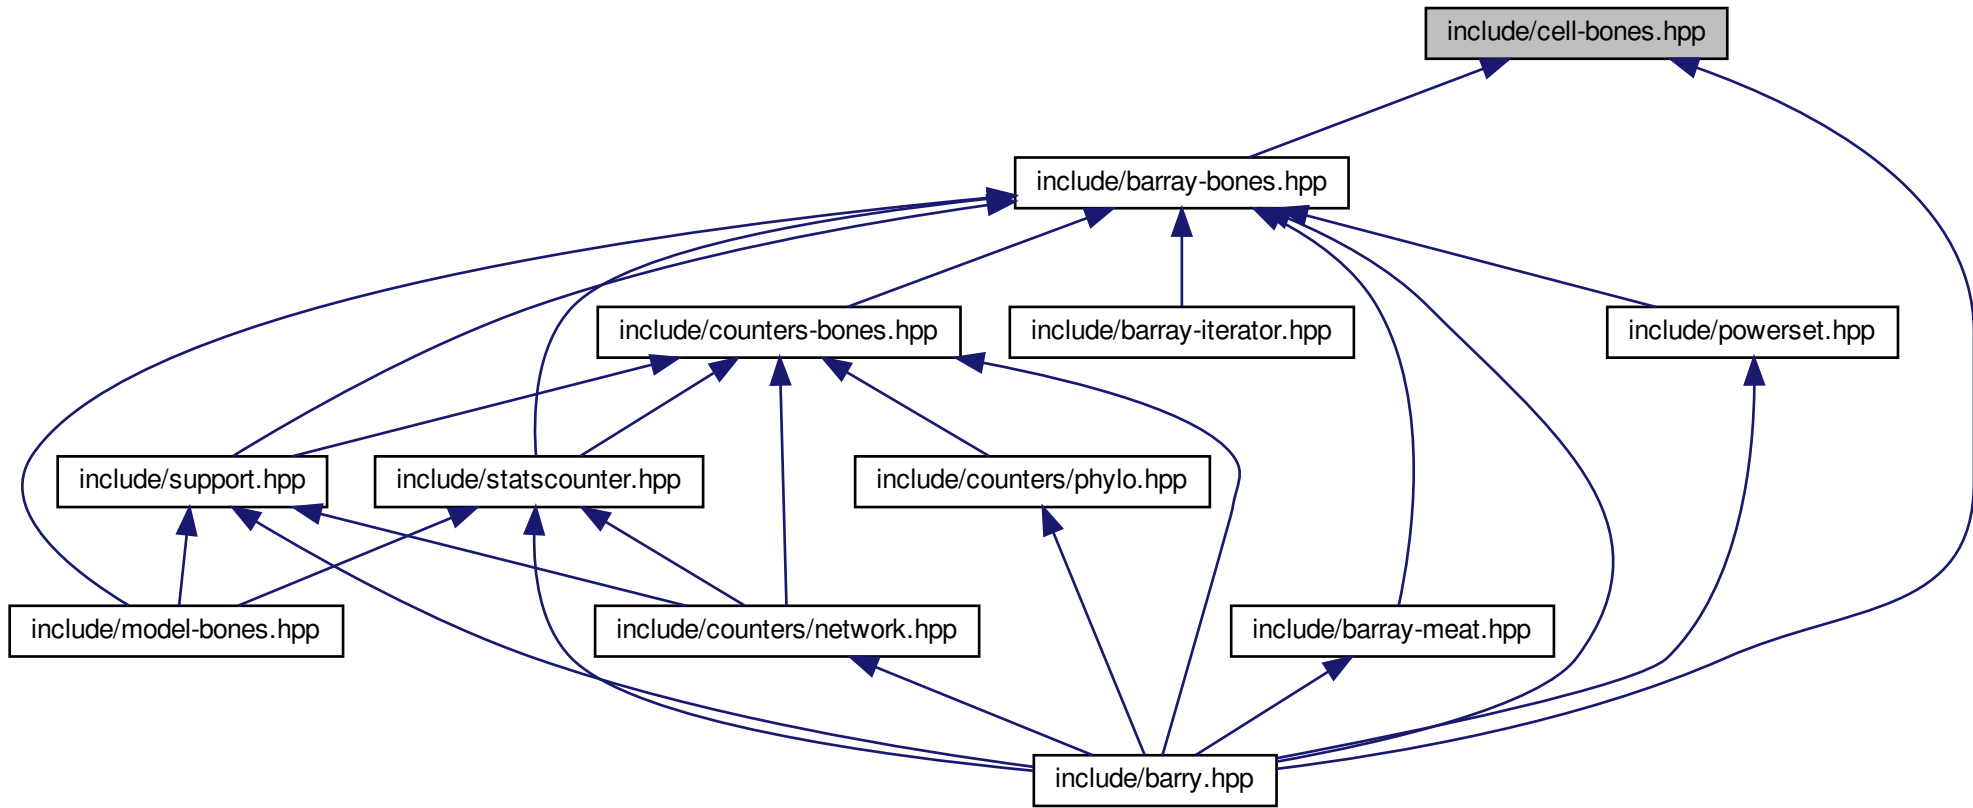 include/cell-bones.hpp
include/barray-bones.hpp
include/counters-bones.hpp
include/barray-iterator.hpp
include/powerset.hpp
include/support.hpp
include/statscounter.hpp
include/counters/phylo.hpp
include/model-bones.hpp
include/counters/network.hpp
include/barray-meat.hpp
include/barry.hpp